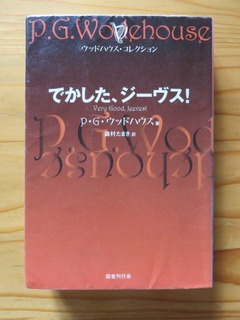 P.G.Wodehouse
ウッドハウス・コレクション
でかした、ジーヴス!
Very Good, Jeeves!
P・G・ウッドハウス 著
森村たまき 訳
P.G.Wod
ehouse
国書刊行会